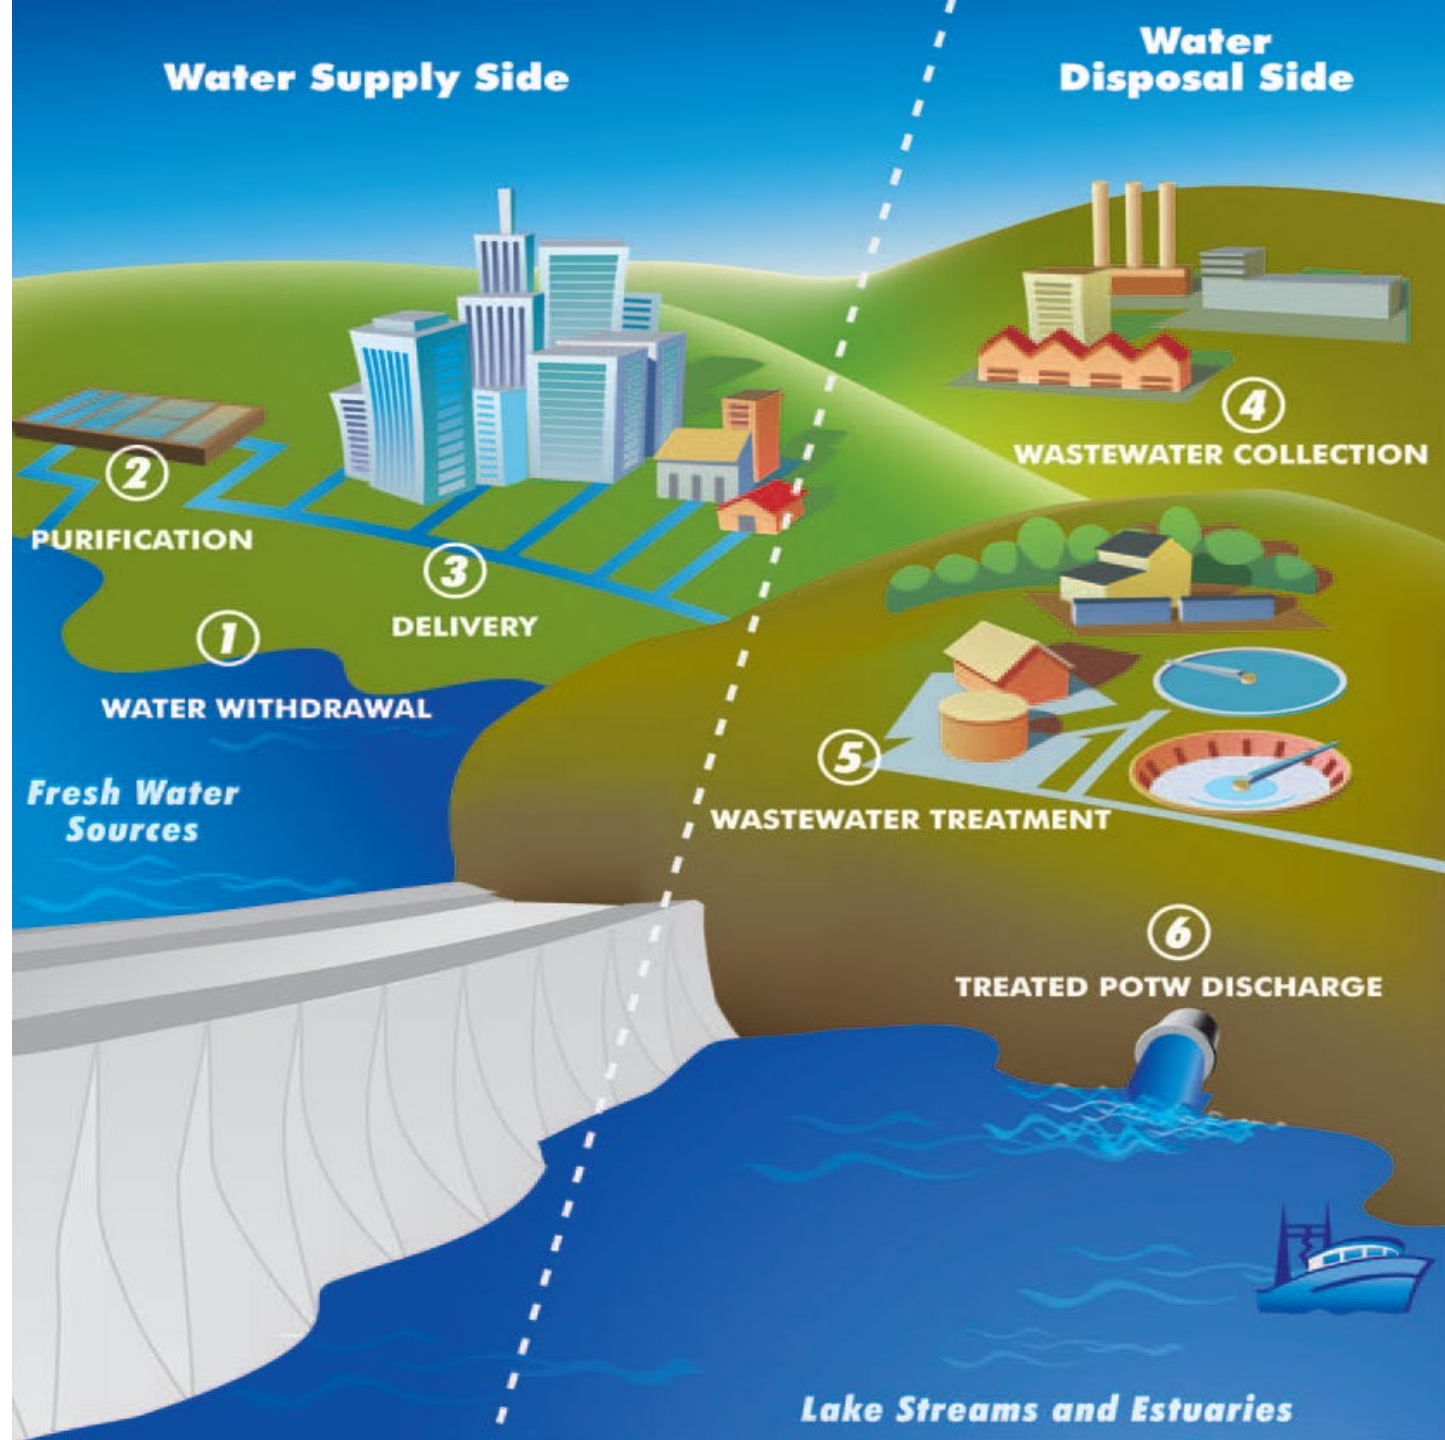 Water Supply Side
Water
Disposal Side
4
WASTEWATER COLLECTION
2
PURIFICATION
3
DELIVERY
1
WATER WITHDRAWAL
Fresh Water
Sources
5
WASTEWATER TREATMENT
6
TREATED POTW DISCHARGE
Lake Streams and Estuaries